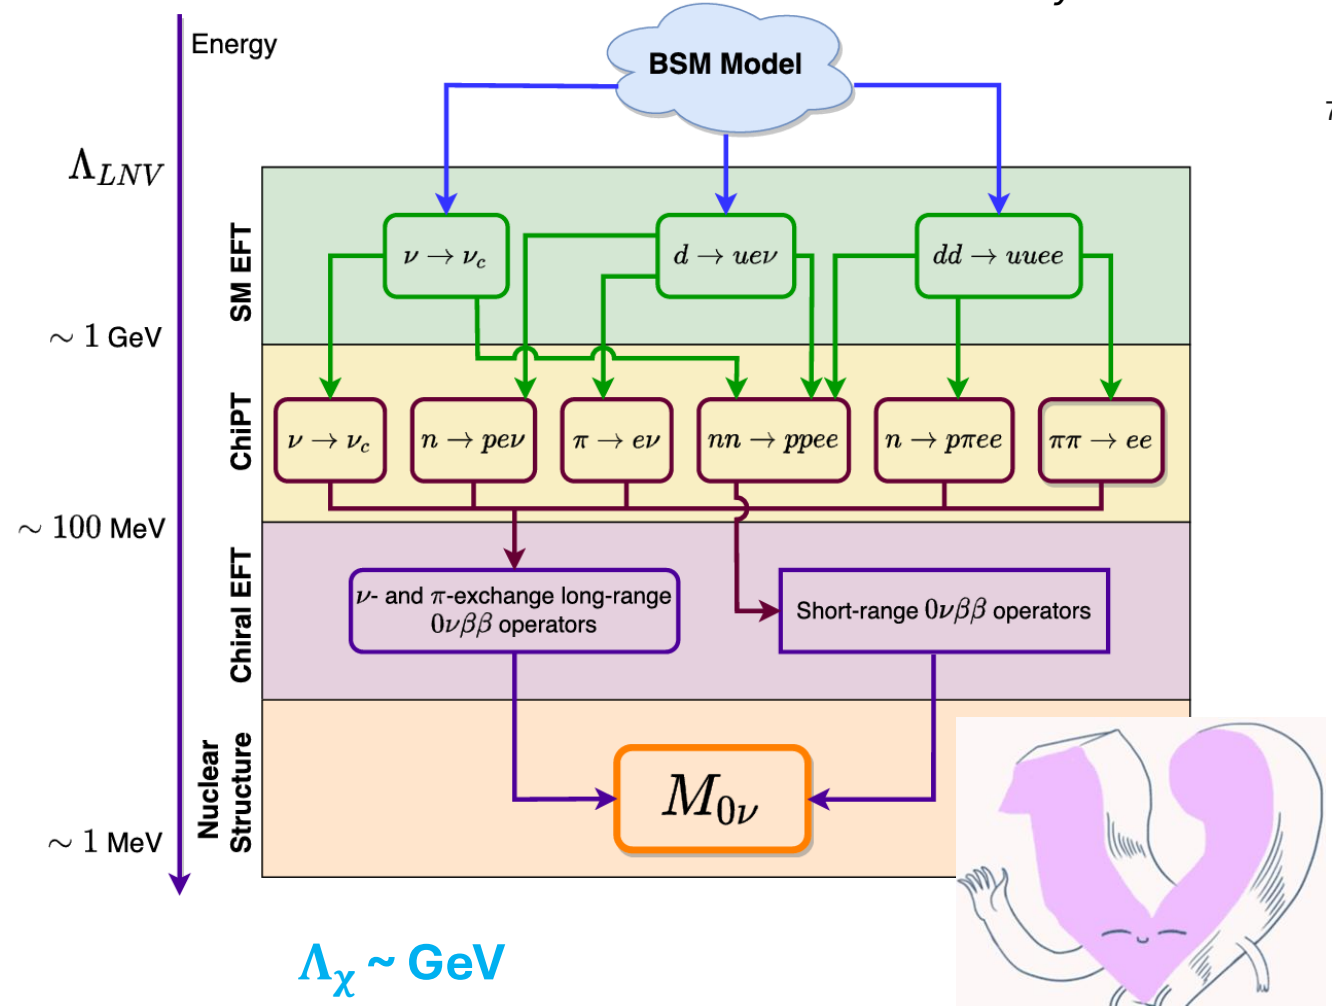 Energy
BSM Model
Λ_LNV
SM EFT
ν → ν_c
d → ueν
dd → uuee
~ 1 GeV
ChiPT
ν → ν_c
n → peν
π → eν
nn → ppee
n → pπee
ππ → ee
~ 100 MeV
Chiral EFT
ν- and π-exchange long-range
0νββ operators
Short-range 0νββ operators
Nuclear
Structure
M_0ν
~ 1 MeV
Λ_χ ~ GeV